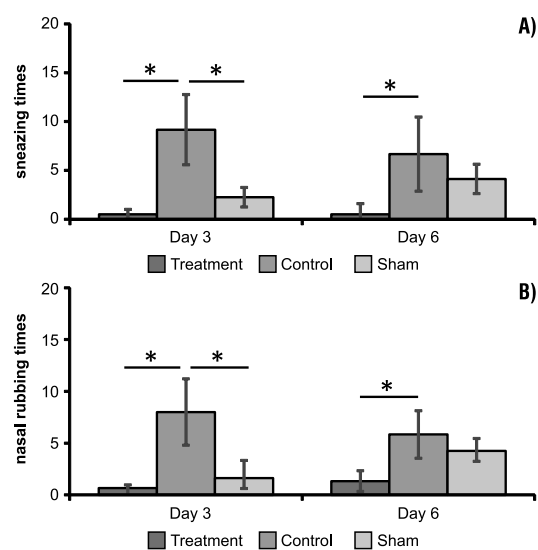 A)
20
15
10
5
0
sneazing times
* *
*
Day 3 Day 6
Treatment Control Sham
B)
20
15
10
5
0
nasal rubbing times
* *
*
Day 3 Day 6
Treatment Control Sham